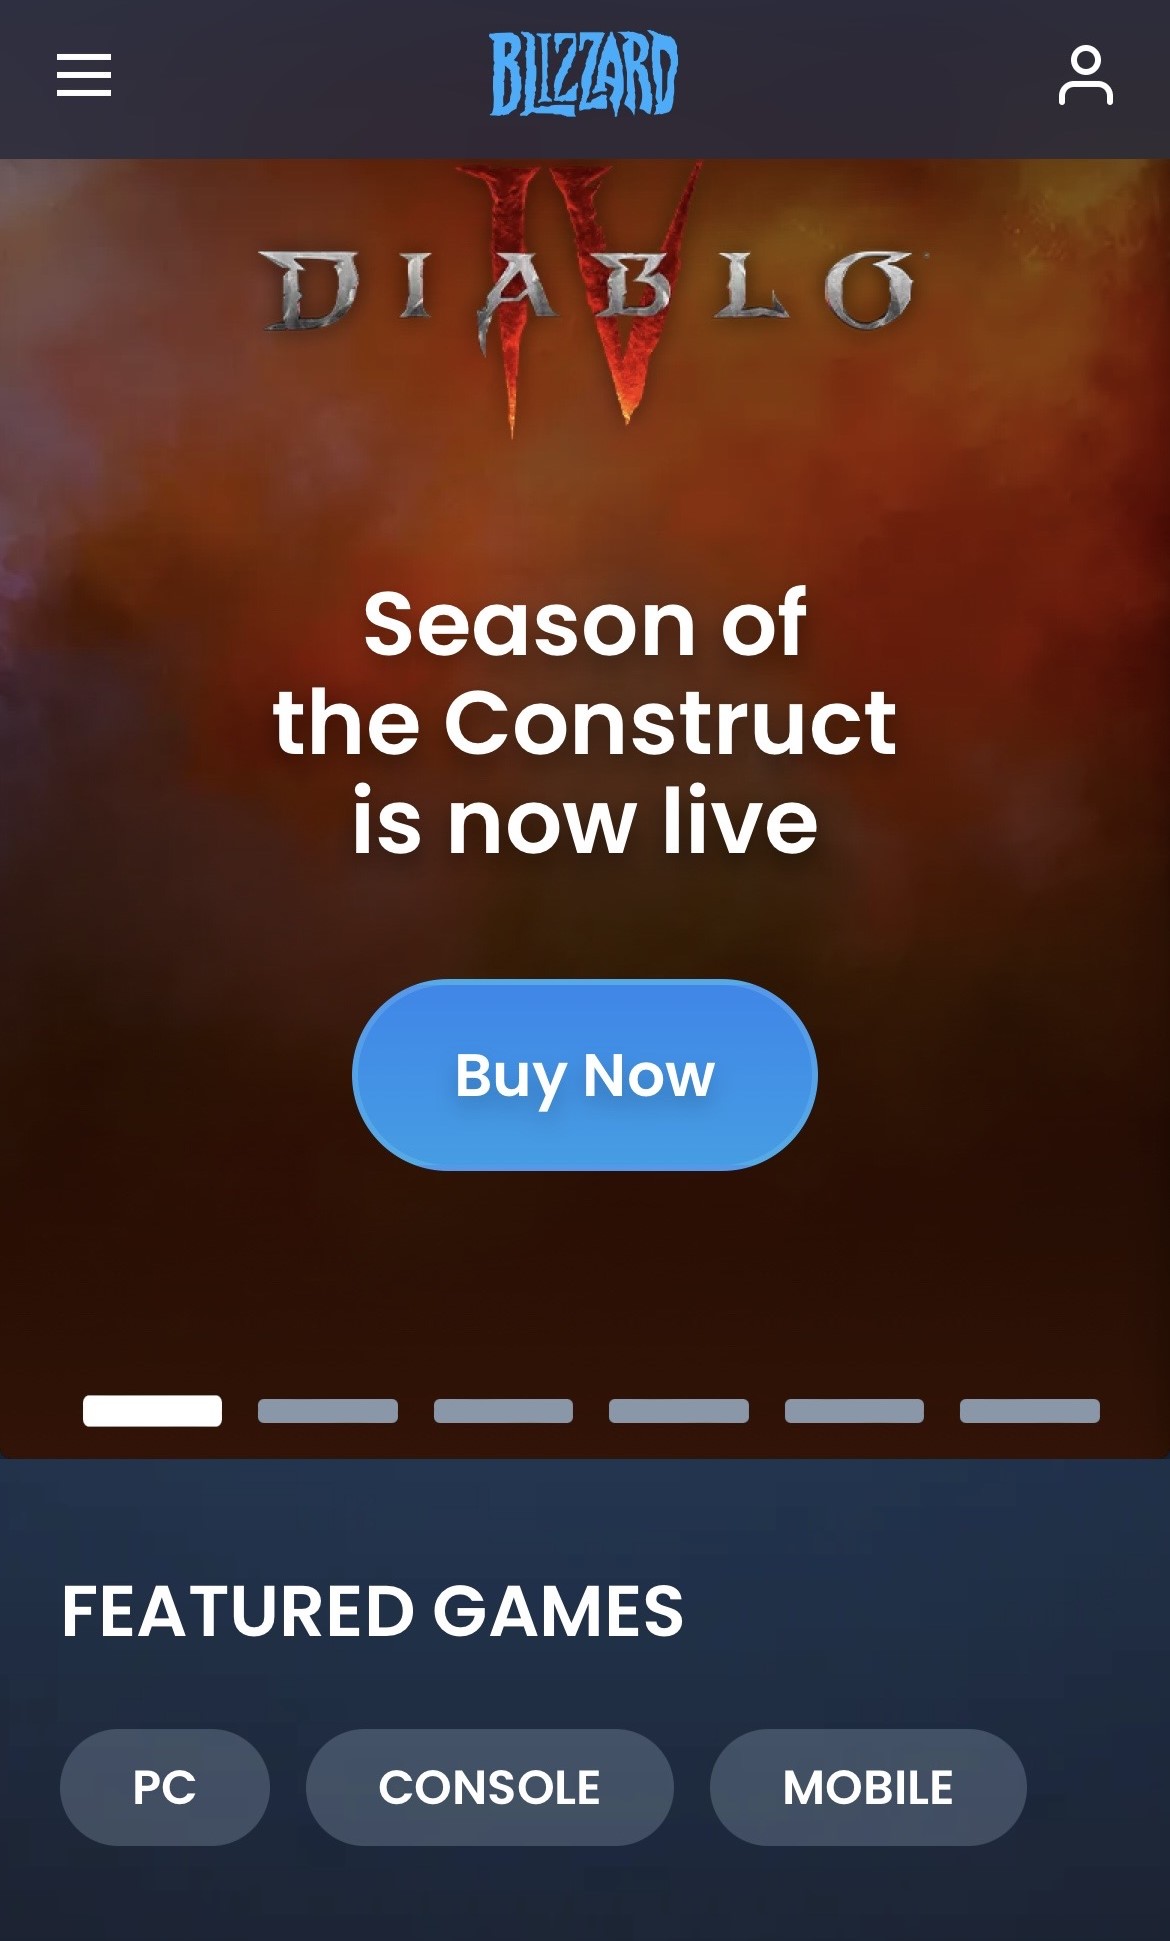 BLIZZARD
DIABLO
IV
Season of
the Construct
is now live
Buy Now
FEATURED GAMES
PC
CONSOLE
MOBILE